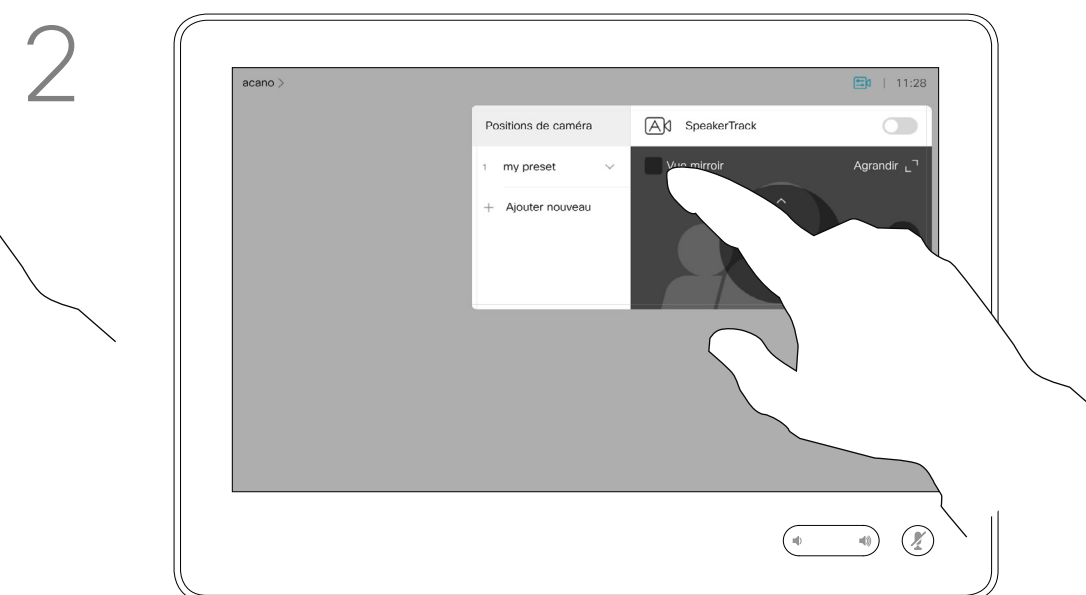 2
acano >
11:28
Positions de caméra
SpeakerTrack
1 my preset
Vue mirroir
Agrandir
+ Ajouter nouveau